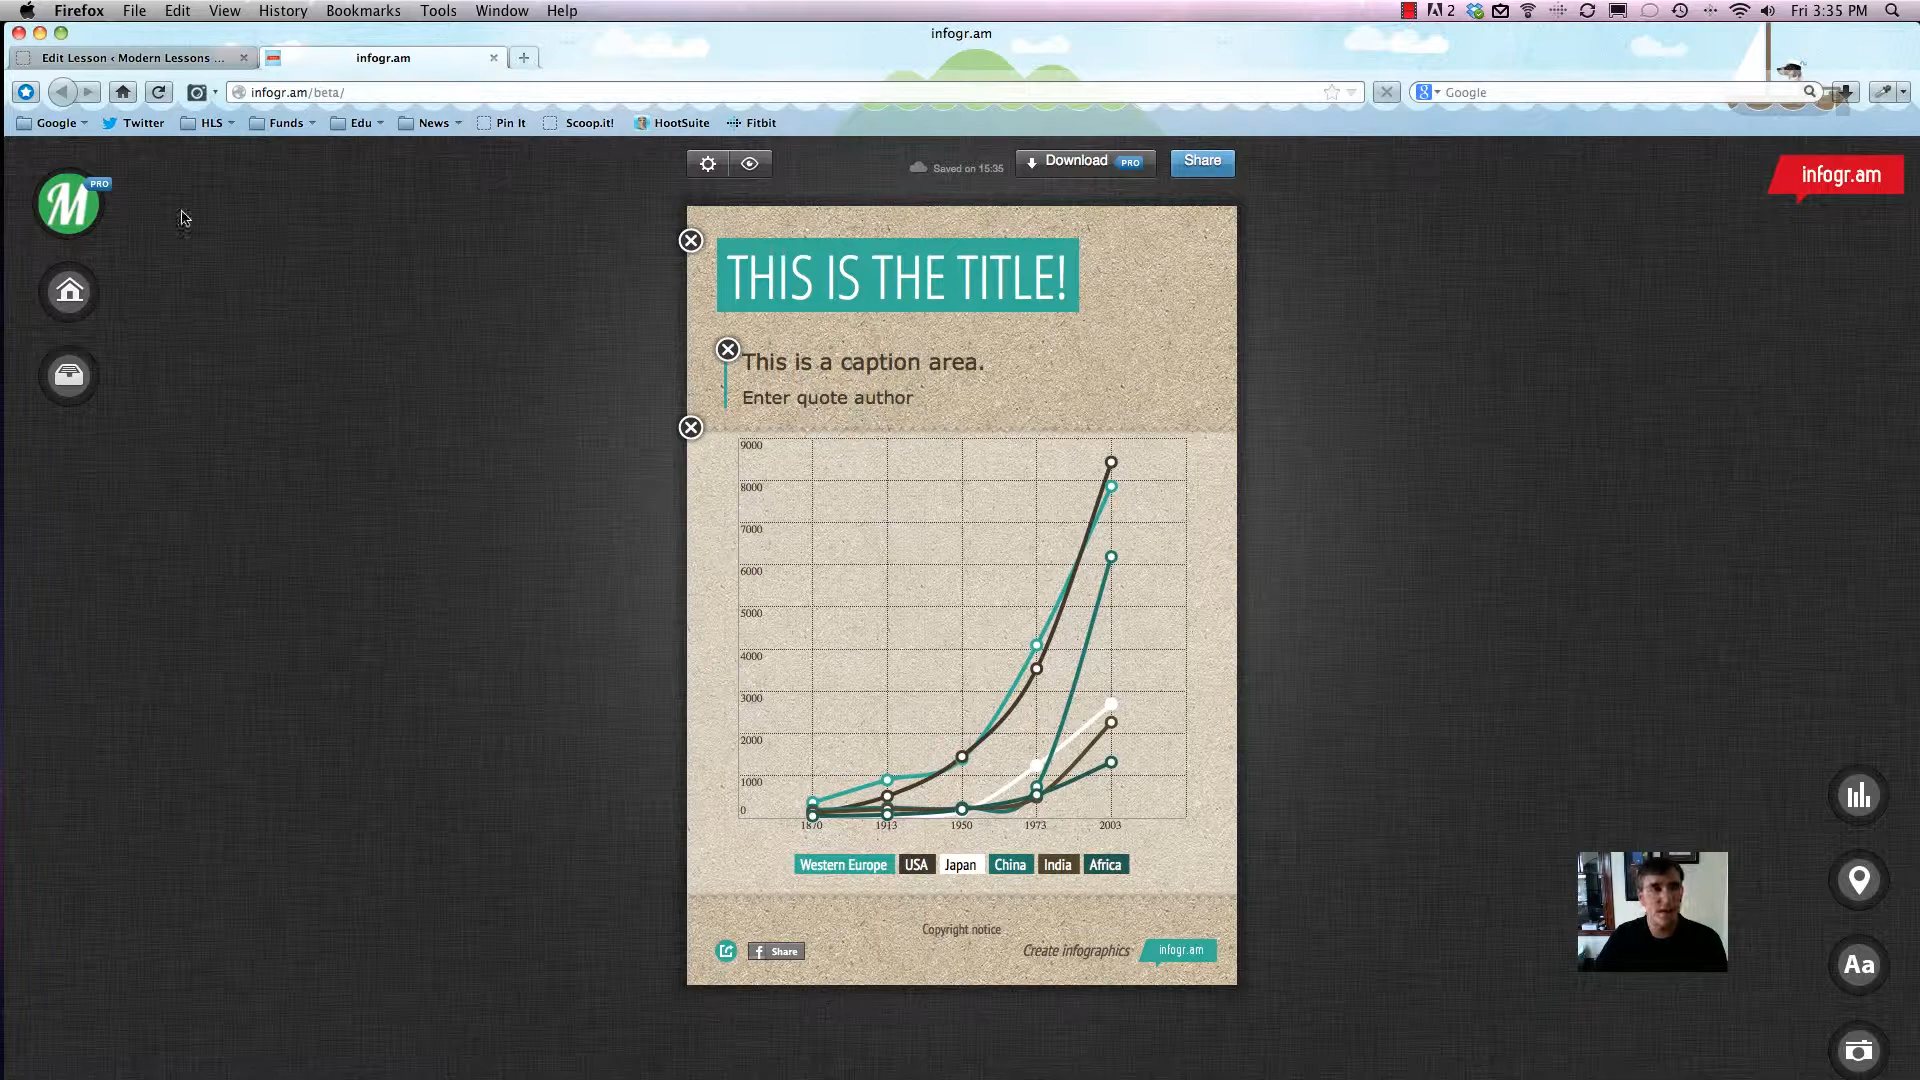 Firefox File Edit View History Bookmarks Tools Window Help
2 Fri 3:35 PM
infogr.am
Edit Lesson ‹ Modern Lessons ...
infogr.am
infogr.am/beta/
Google
Google Twitter HLS Funds Edu News Pin It Scoop.it! HootSuite Fitbit
M PRO
Saved on 15:35
Download PRO
Share
infogr.am
THIS IS THE TITLE!
This is a caption area.
Enter quote author
9000
8000
7000
6000
5000
4000
3000
2000
1000
0
1870 1913 1950 1973 2003
Western Europe USA Japan China India Africa
Copyright notice
f Share
Create infographics infogr.am
Aa